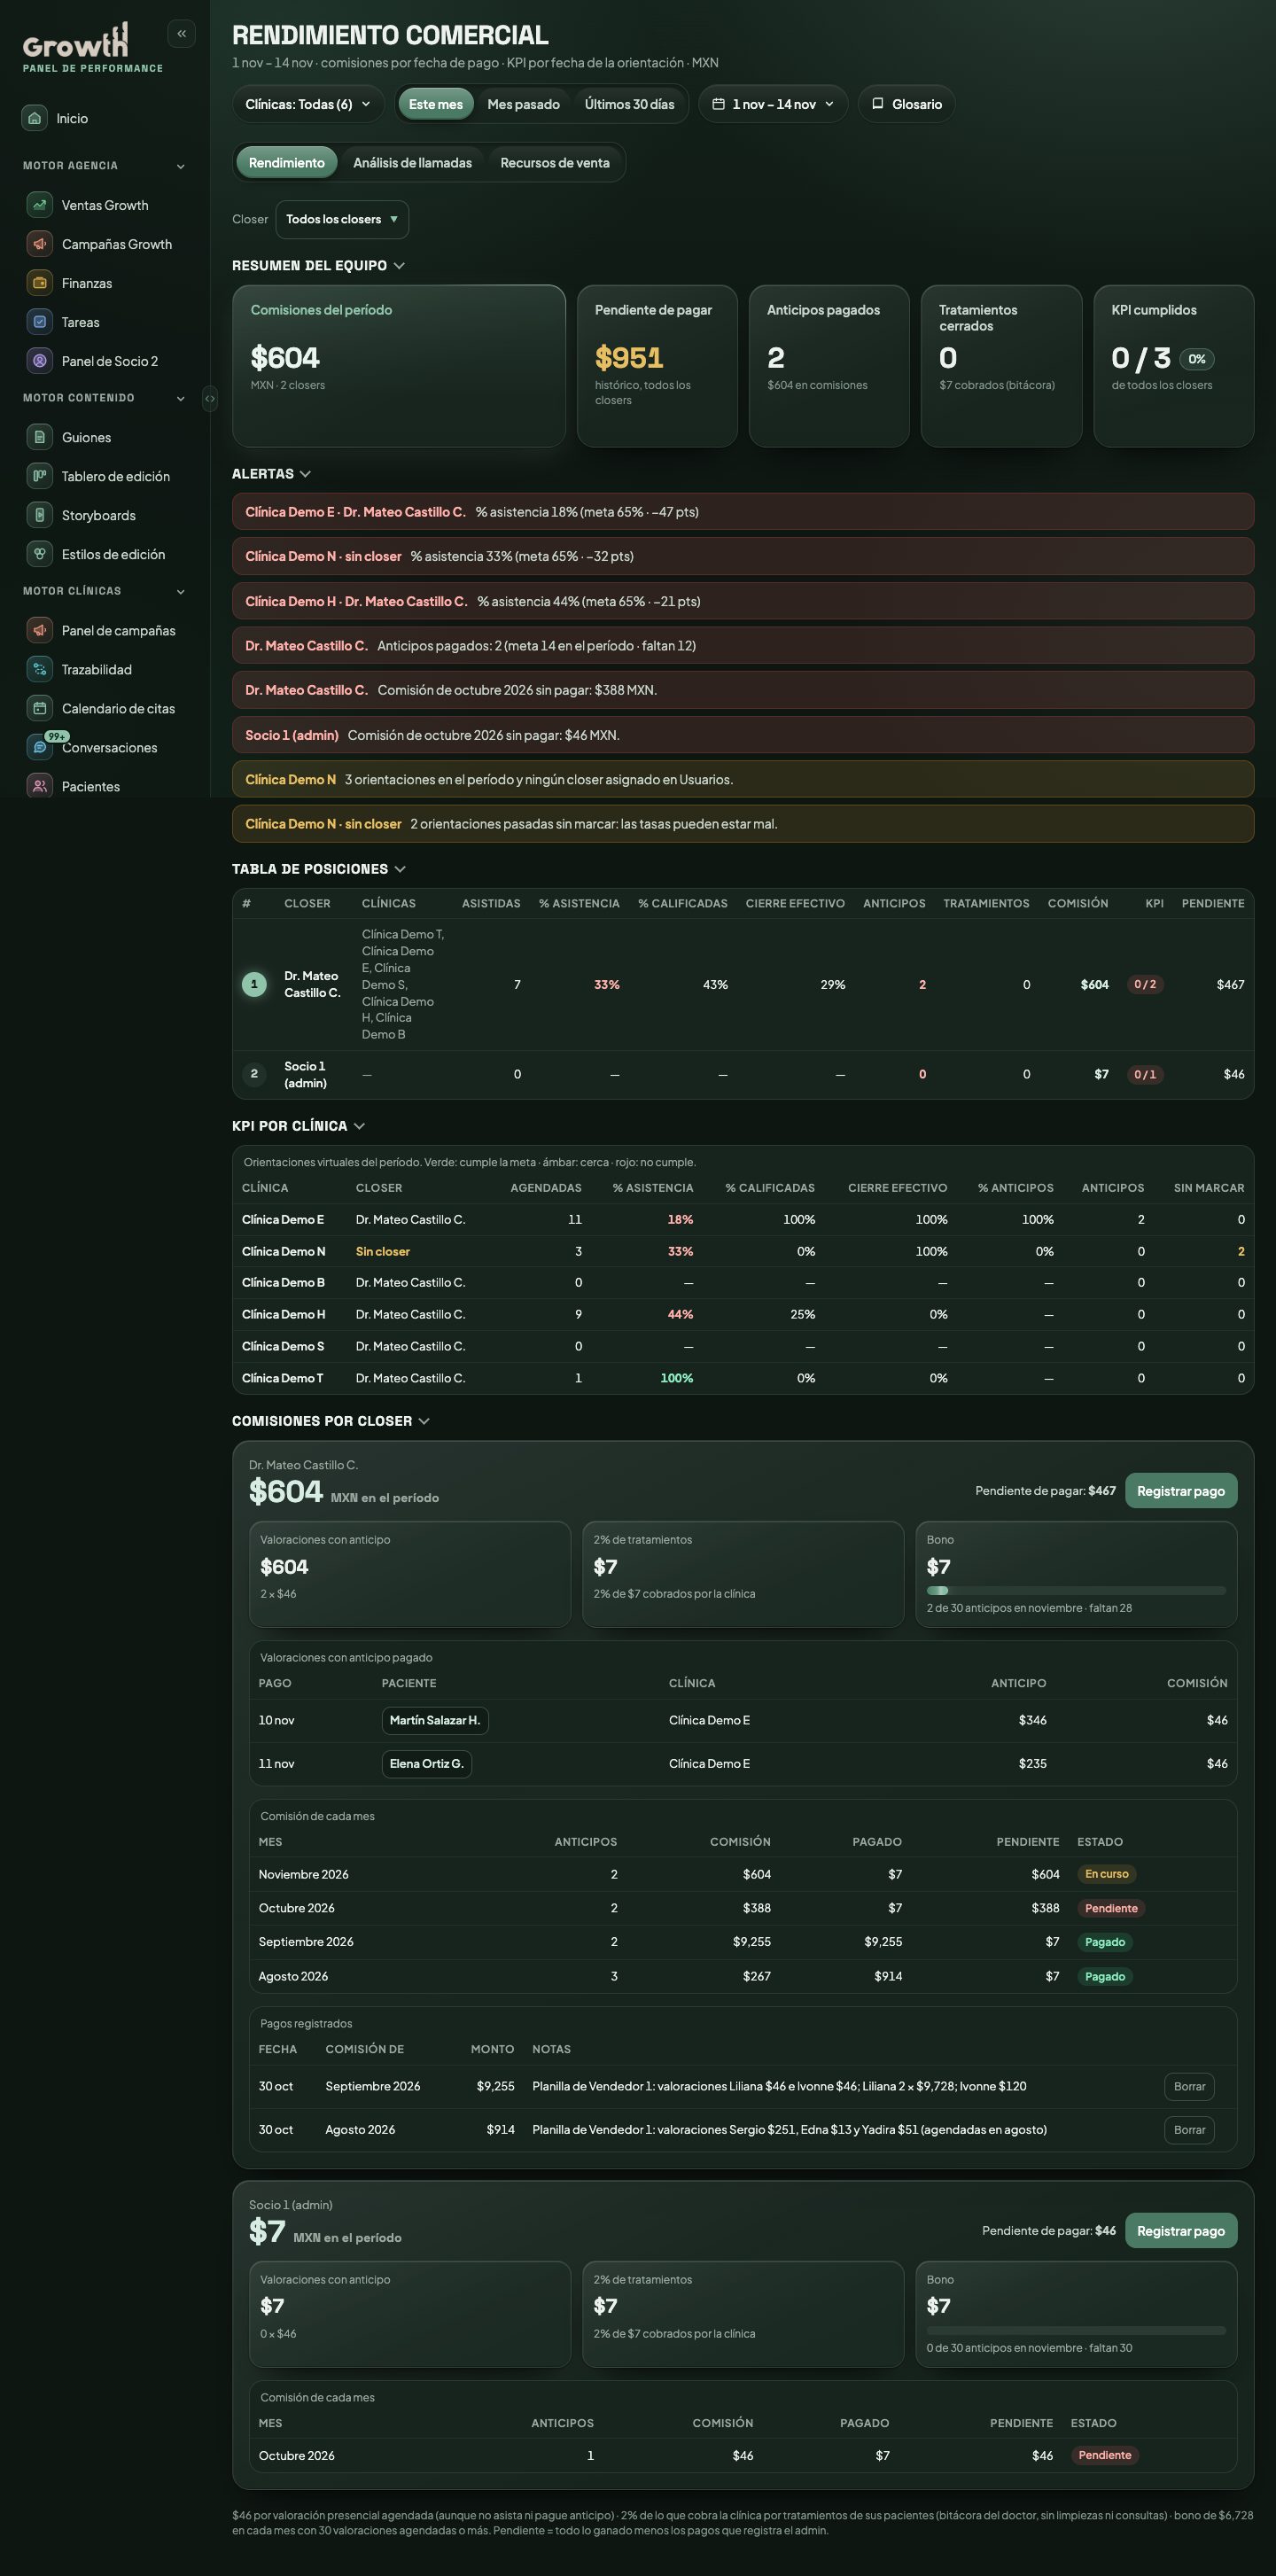 Growth
PANEL DE PERFORMANCE
Inicio
MOTOR AGENCIA
Ventas Growth
Campañas Growth
Finanzas
Tareas
Panel de Socio 2
MOTOR CONTENIDO
Guiones
Tablero de edición
Storyboards
Estilos de edición
MOTOR CLÍNICAS
Panel de campañas
Trazabilidad
Calendario de citas
99+
Conversaciones
Pacientes
RENDIMIENTO COMERCIAL
1 nov – 14 nov · comisiones por fecha de pago · KPI por fecha de la orientación · MXN
Clínicas: Todas (6) Este mes Mes pasado Últimos 30 días 1 nov – 14 nov Glosario
Rendimiento Análisis de llamadas Recursos de venta
Closer Todos los closers ▼
RESUMEN DEL EQUIPO
Comisiones del período
$604
MXN · 2 closers
Pendiente de pagar
$951
histórico, todos los
closers
Anticipos pagados
2
$604 en comisiones
Tratamientos
cerrados
0
$7 cobrados (bitácora)
KPI cumplidos
0 / 3 0%
de todos los closers
ALERTAS
Clínica Demo E · Dr. Mateo Castillo C. % asistencia 18% (meta 65% · −47 pts)
Clínica Demo N · sin closer % asistencia 33% (meta 65% · −32 pts)
Clínica Demo H · Dr. Mateo Castillo C. % asistencia 44% (meta 65% · −21 pts)
Dr. Mateo Castillo C. Anticipos pagados: 2 (meta 14 en el período · faltan 12)
Dr. Mateo Castillo C. Comisión de octubre 2026 sin pagar: $388 MXN.
Socio 1 (admin) Comisión de octubre 2026 sin pagar: $46 MXN.
Clínica Demo N 3 orientaciones en el período y ningún closer asignado en Usuarios.
Clínica Demo N · sin closer 2 orientaciones pasadas sin marcar: las tasas pueden estar mal.
TABLA DE POSICIONES
# CLOSER CLÍNICAS ASISTIDAS % ASISTENCIA % CALIFICADAS CIERRE EFECTIVO ANTICIPOS TRATAMIENTOS COMISIÓN KPI PENDIENTE
1 Dr. Mateo Castillo C. Clínica Demo T, Clínica Demo E, Clínica Demo S, Clínica Demo H, Clínica Demo B 7 33% 43% 29% 2 0 $604 0 / 2 $467
2 Socio 1 (admin) — 0 — — — 0 0 $7 0 / 1 $46
KPI POR CLÍNICA
Orientaciones virtuales del período. Verde: cumple la meta · ámbar: cerca · rojo: no cumple.
CLÍNICA CLOSER AGENDADAS % ASISTENCIA % CALIFICADAS CIERRE EFECTIVO % ANTICIPOS ANTICIPOS SIN MARCAR
Clínica Demo E Dr. Mateo Castillo C. 11 18% 100% 100% 100% 2 0
Clínica Demo N Sin closer 3 33% 0% 100% 0% 0 2
Clínica Demo B Dr. Mateo Castillo C. 0 — — — — 0 0
Clínica Demo H Dr. Mateo Castillo C. 9 44% 25% 0% — 0 0
Clínica Demo S Dr. Mateo Castillo C. 0 — — — — 0 0
Clínica Demo T Dr. Mateo Castillo C. 1 100% 0% 0% — 0 0
COMISIONES POR CLOSER
Dr. Mateo Castillo C.
$604 MXN en el período
Pendiente de pagar: $467 Registrar pago
Valoraciones con anticipo
$604
2 × $46
2% de tratamientos
$7
2% de $7 cobrados por la clínica
Bono
$7
2 de 30 anticipos en noviembre · faltan 28
Valoraciones con anticipo pagado
PAGO PACIENTE CLÍNICA ANTICIPO COMISIÓN
10 nov Martín Salazar H. Clínica Demo E $346 $46
11 nov Elena Ortiz G. Clínica Demo E $235 $46
Comisión de cada mes
MES ANTICIPOS COMISIÓN PAGADO PENDIENTE ESTADO
Noviembre 2026 2 $604 $7 $604 En curso
Octubre 2026 2 $388 $7 $388 Pendiente
Septiembre 2026 2 $9,255 $9,255 $7 Pagado
Agosto 2026 3 $267 $914 $7 Pagado
Pagos registrados
FECHA COMISIÓN DE MONTO NOTAS
30 oct Septiembre 2026 $9,255 Planilla de Vendedor 1: valoraciones Liliana $46 e Ivonne $46; Liliana 2 × $9,728; Ivonne $120 Borrar
30 oct Agosto 2026 $914 Planilla de Vendedor 1: valoraciones Sergio $251, Edna $13 y Yadira $51 (agendadas en agosto) Borrar
Socio 1 (admin)
$7 MXN en el período
Pendiente de pagar: $46 Registrar pago
Valoraciones con anticipo
$7
0 × $46
2% de tratamientos
$7
2% de $7 cobrados por la clínica
Bono
$7
0 de 30 anticipos en noviembre · faltan 30
Comisión de cada mes
MES ANTICIPOS COMISIÓN PAGADO PENDIENTE ESTADO
Octubre 2026 1 $46 $7 $46 Pendiente
$46 por valoración presencial agendada (aunque no asista ni pague anticipo) · 2% de lo que cobra la clínica por tratamientos de sus pacientes (bitácora del doctor, sin limpiezas ni consultas) · bono de $6,728
en cada mes con 30 valoraciones agendadas o más. Pendiente = todo lo ganado menos los pagos que registra el admin.